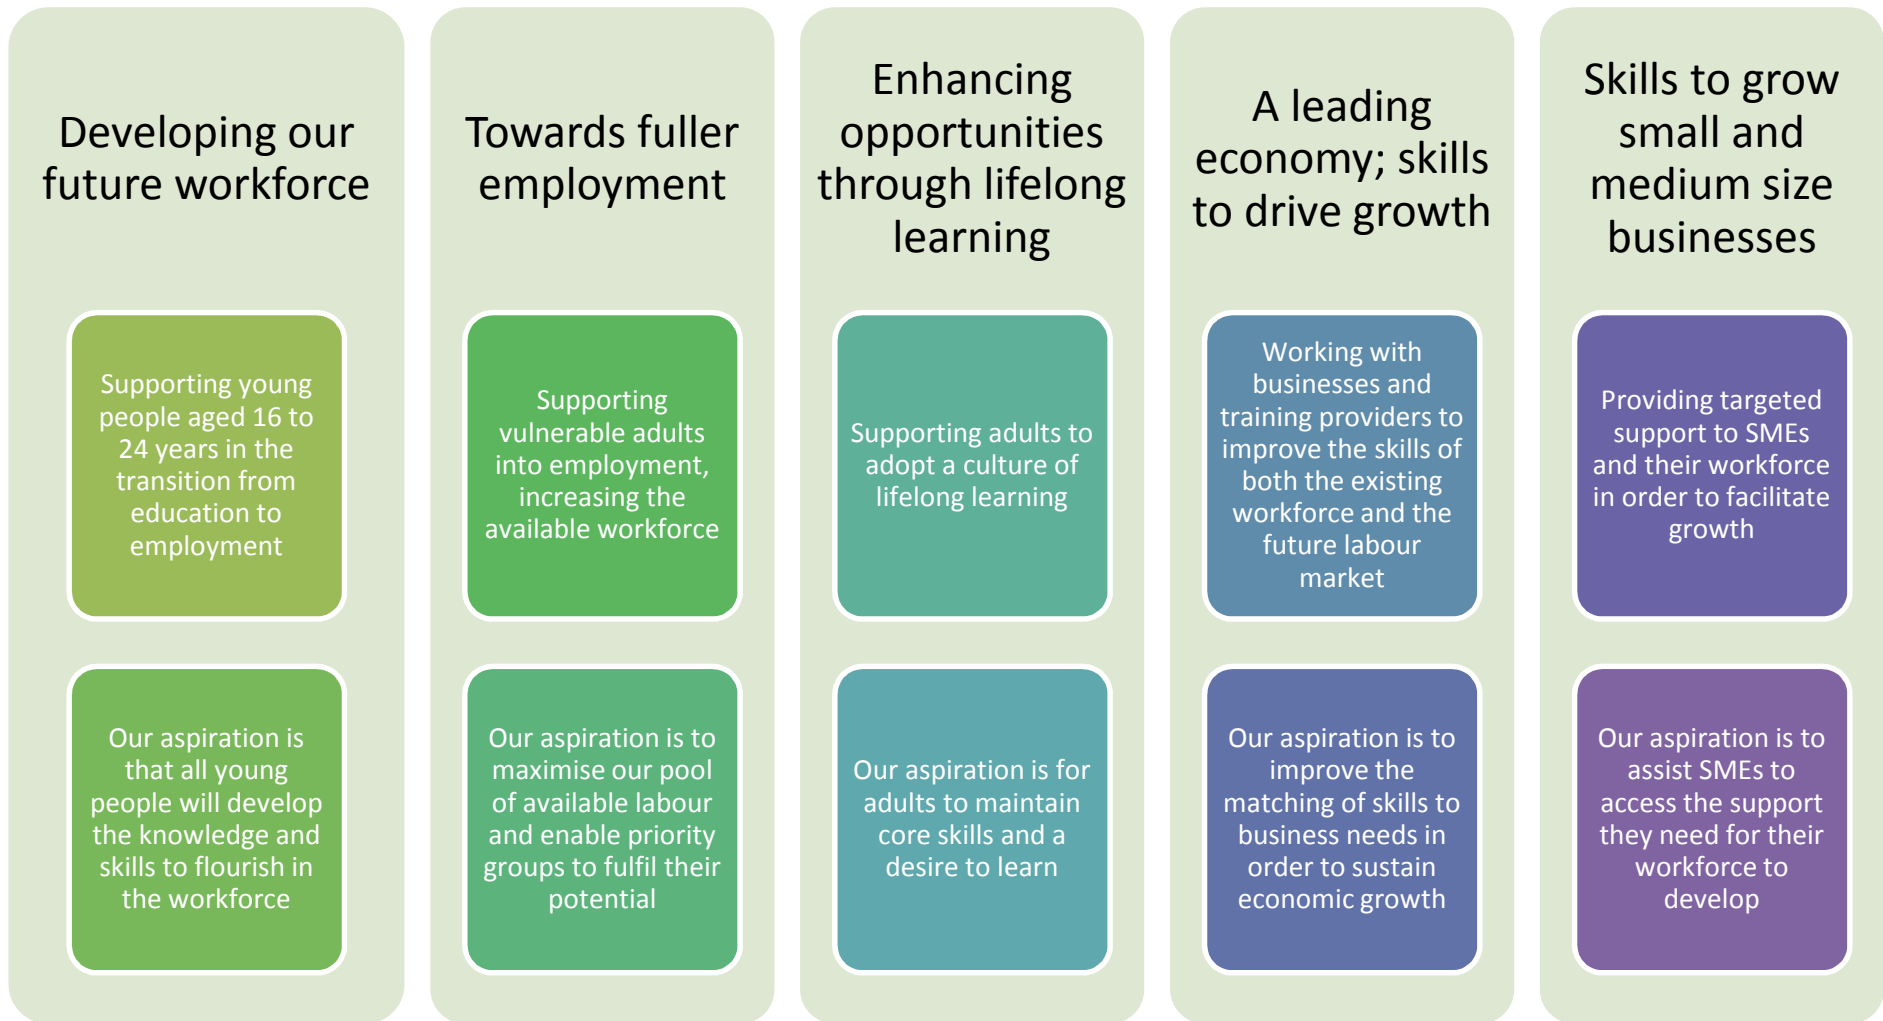 Developing our
future workforce
Supporting young
people aged 16 to
24 years in the
transition from
education to
employment
Our aspiration is
that all young
people will develop
the knowledge and
skills to flourish in
the workforce
Towards fuller
employment
Supporting
vulnerable adults
into employment,
increasing the
available workforce
Our aspiration is to
maximise our pool
of available labour
and enable priority
groups to fulfil their
potential
Enhancing
opportunities
through lifelong
learning
Supporting adults to
adopt a culture of
lifelong learning
Our aspiration is for
adults to maintain
core skills and a
desire to learn
A leading
economy; skills
to drive growth
Working with
businesses and
training providers to
improve the skills of
both the existing
workforce and the
future labour
market
Our aspiration is to
improve the
matching of skills to
business needs in
order to sustain
economic growth
Skills to grow
small and
medium size
businesses
Providing targeted
support to SMEs
and their workforce
in order to facilitate
growth
Our aspiration is to
assist SMEs to
access the support
they need for their
workforce to
develop